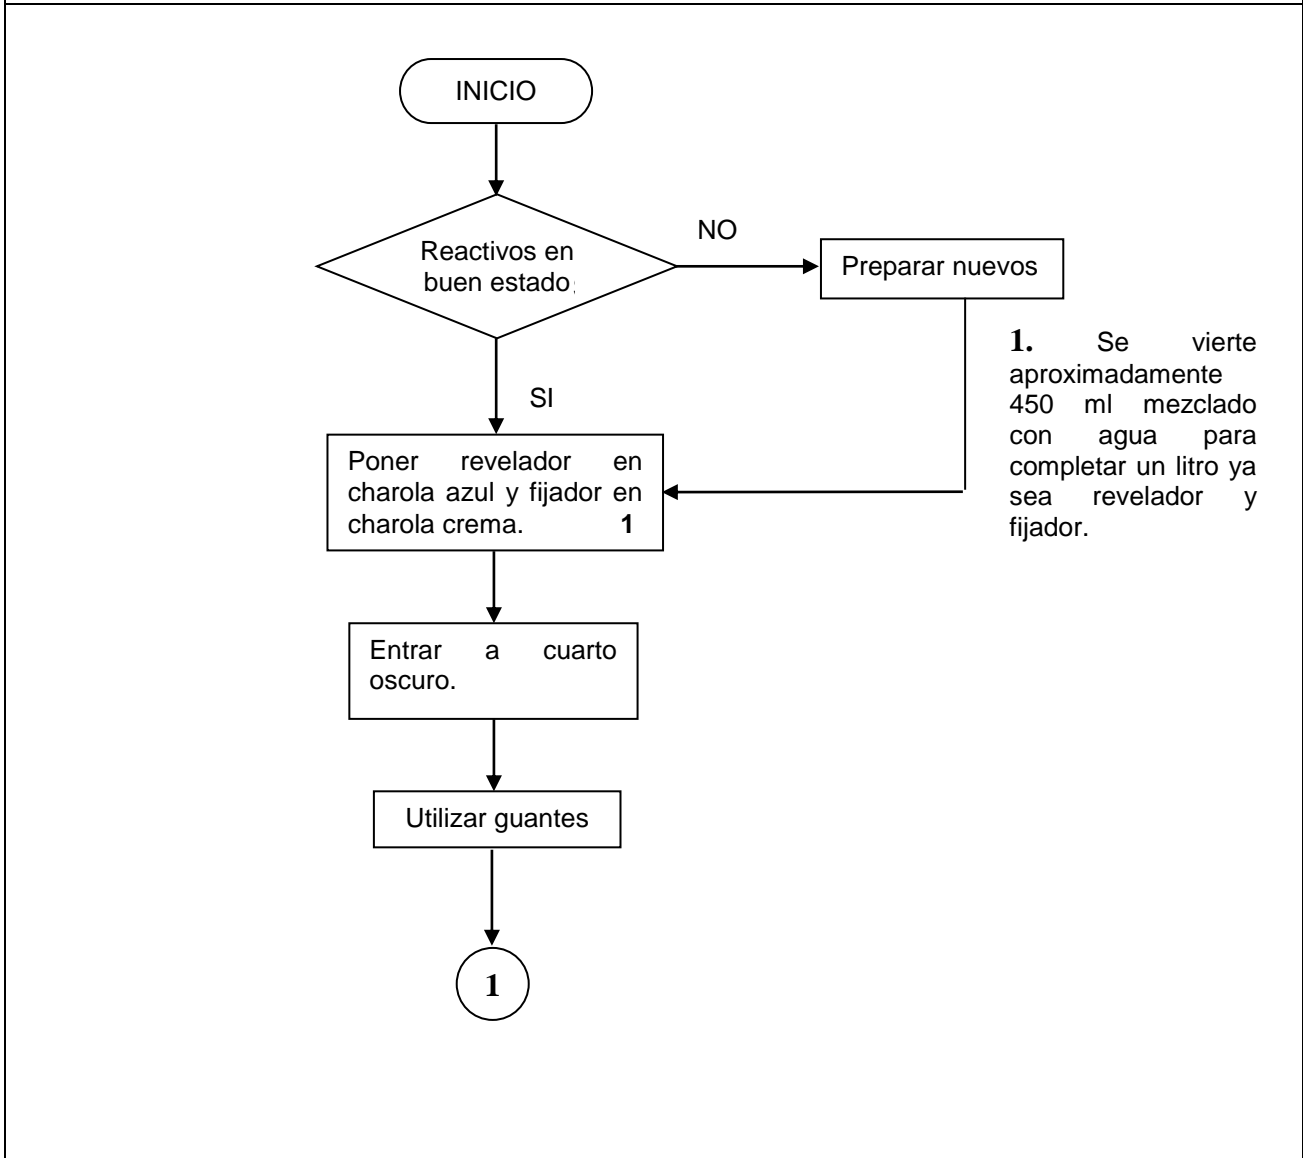 INICIO
Reactivos en
buen estado
NO
Preparar nuevos
1. Se vierte
aproximadamente
450 ml mezclado
con agua para
completar un litro ya
sea revelador y
fijador.
SI
Poner revelador en
charola azul y fijador en
charola crema. 1
Entrar a cuarto
oscuro.
Utilizar guantes
1